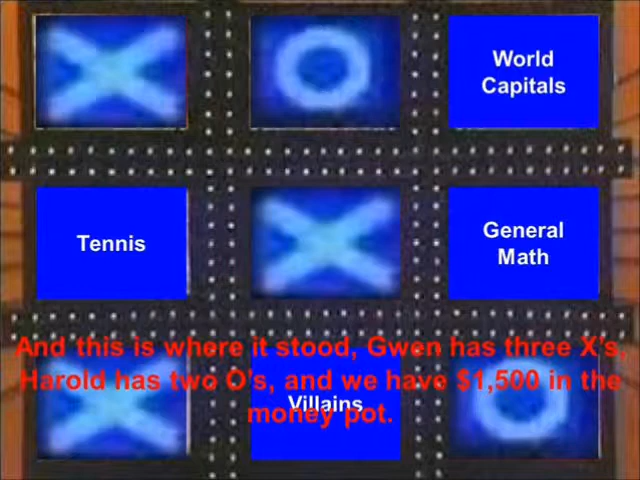 World
Capitals
Tennis
General
Math
And this is where it stood, Gwen has three X's,
Harold has two O's, and we have $1,500 in the
Villains
money pot.